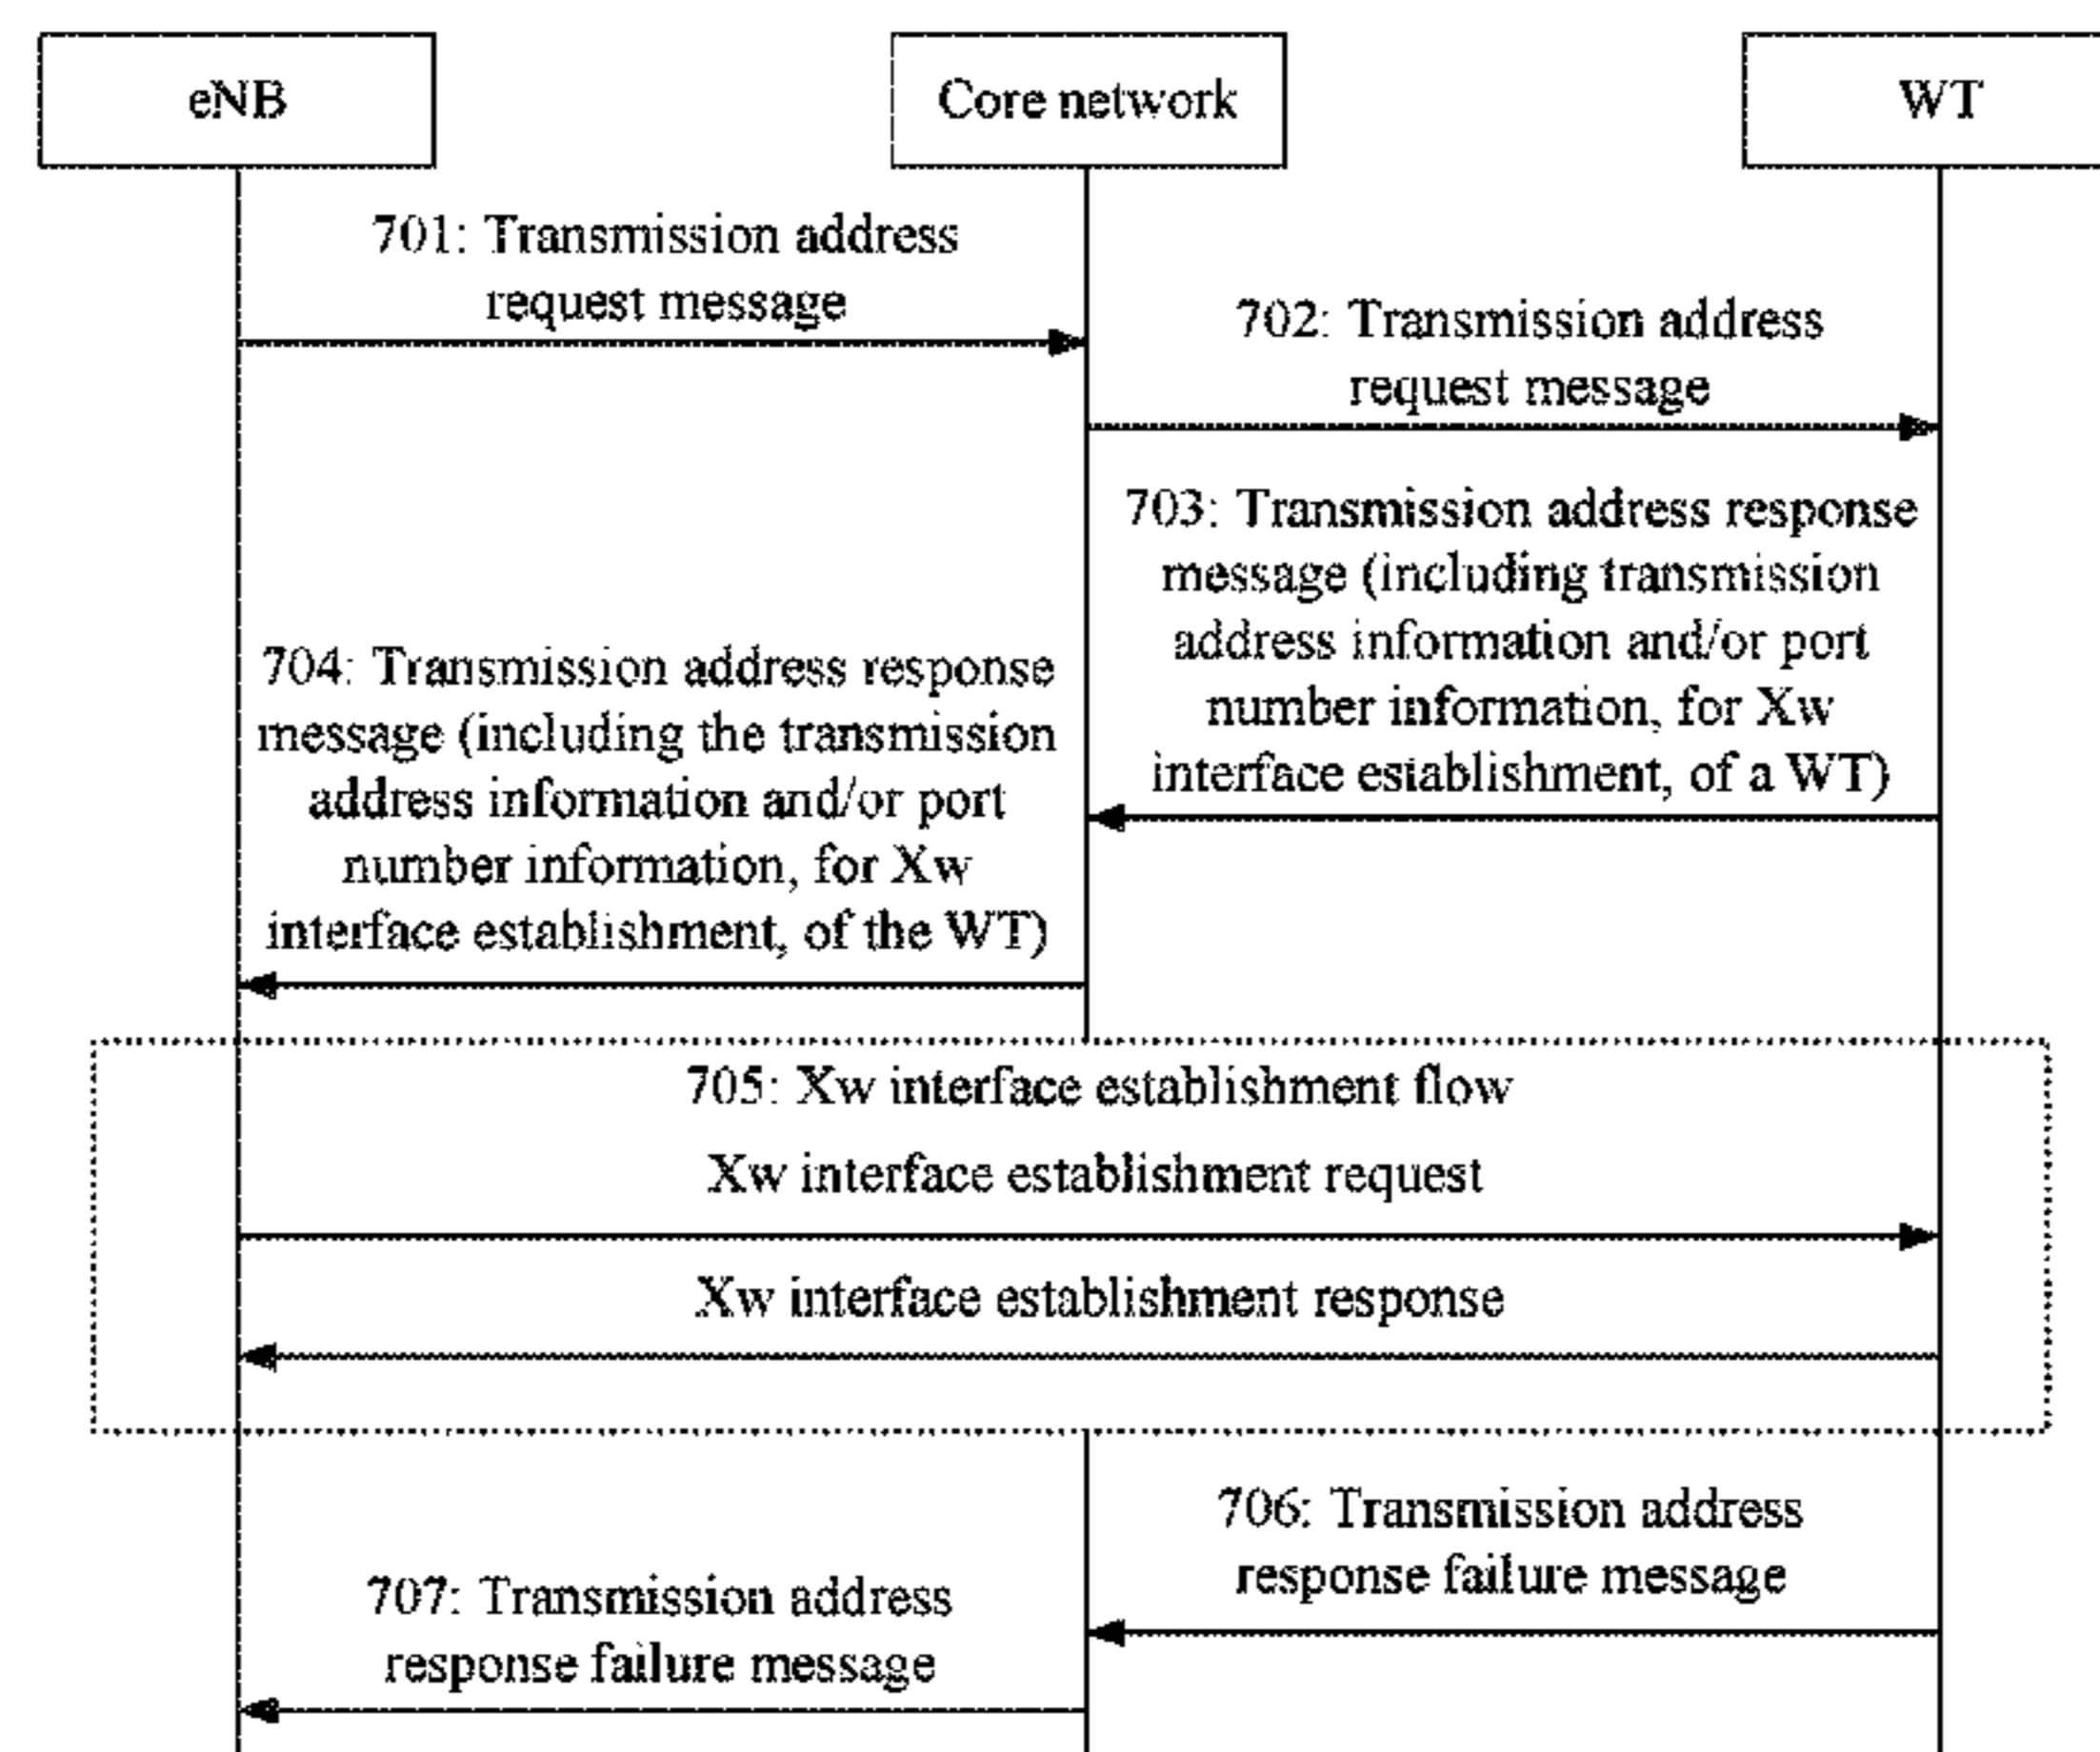 eNB
Core network
WT
701: Transmission address
request message
702: Transmission address
request message
703: Transmission address response
message (including transmission
address information and/or port
number information, for Xw
interface establishment, of a WT)
704: Transmission address response
message (including the transmission
address information and/or port
number information, for Xw
interface establishment, of the WT)
705: Xw interface establishment flow
Xw interface establishment request
Xw interface establishment response
706: Transmission address
response failure message
707: Transmission address
response failure message